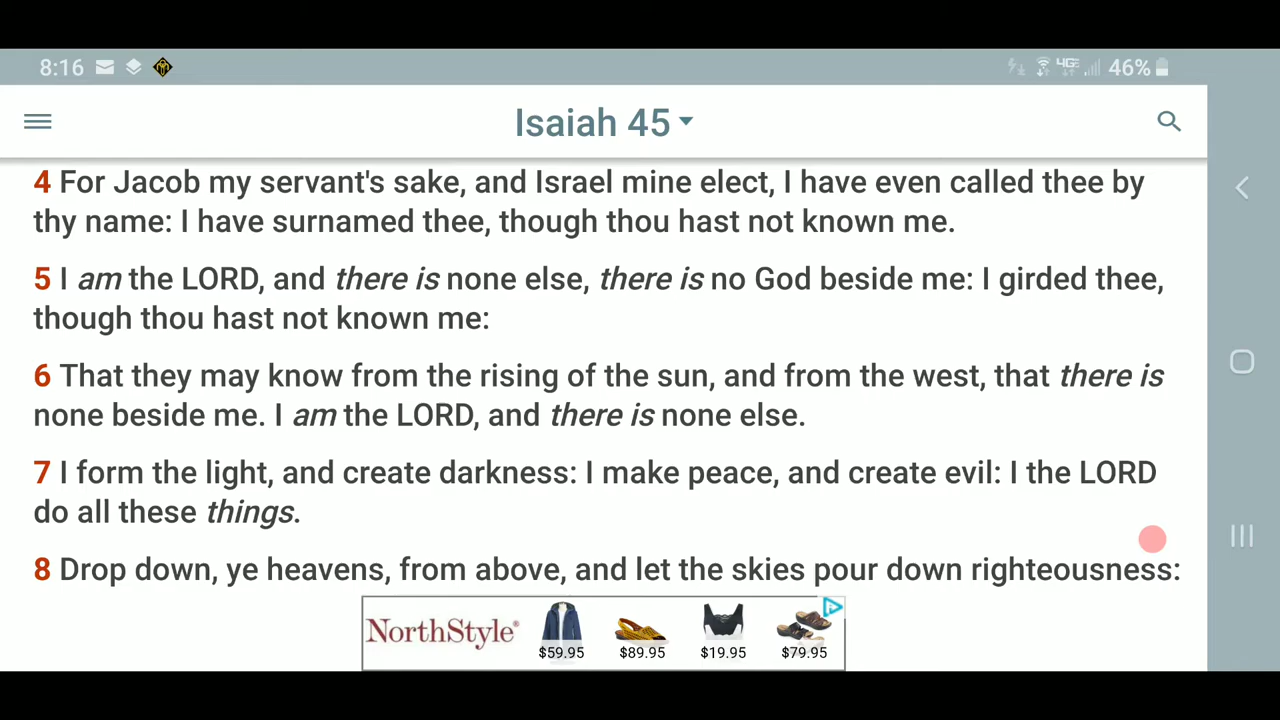 8:16 4G 46%
Isaiah 45
4 For Jacob my servant's sake, and Israel mine elect, I have even called thee by
thy name: I have surnamed thee, though thou hast not known me.
5 I am the LORD, and there is none else, there is no God beside me: I girded thee,
though thou hast not known me:
6 That they may know from the rising of the sun, and from the west, that there is
none beside me. I am the LORD, and there is none else.
7 I form the light, and create darkness: I make peace, and create evil: I the LORD
do all these things.
8 Drop down, ye heavens, from above, and let the skies pour down righteousness:
NorthStyle®
$59.95 $89.95 $19.95 $79.95